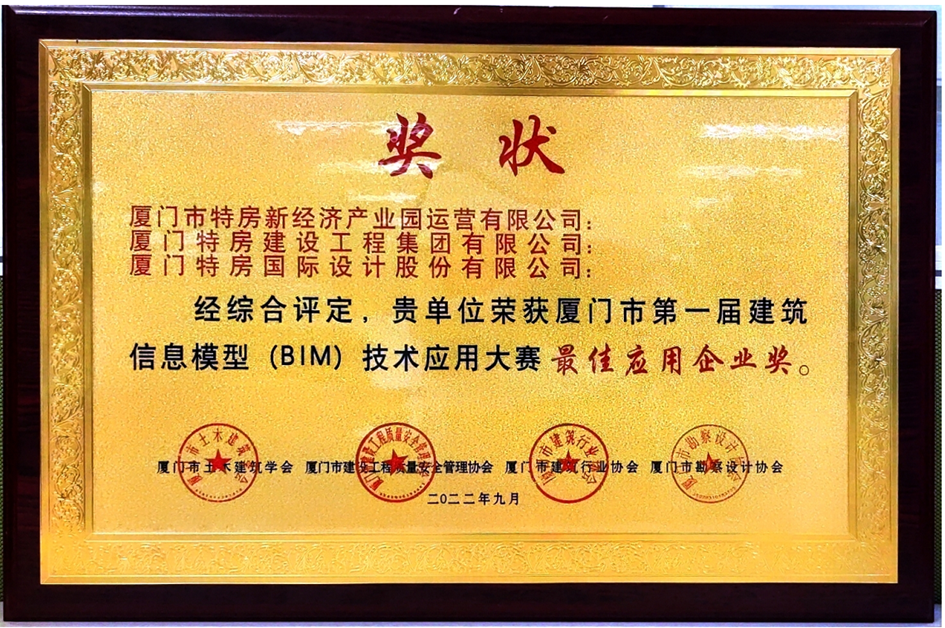 奖状
厦门市特房新经济产业园运营有限公司：
厦门特房建设工程集团有限公司：
厦门特房国际设计股份有限公司：
经综合评定，贵单位荣获厦门市第一届建筑
信息模型（BIM）技术应用大赛 最佳应用企业奖。
厦门市土木建筑学会 厦门市建设工程质量安全管理协会 厦门市建筑行业协会 厦门市勘察设计协会
二0二二年九月